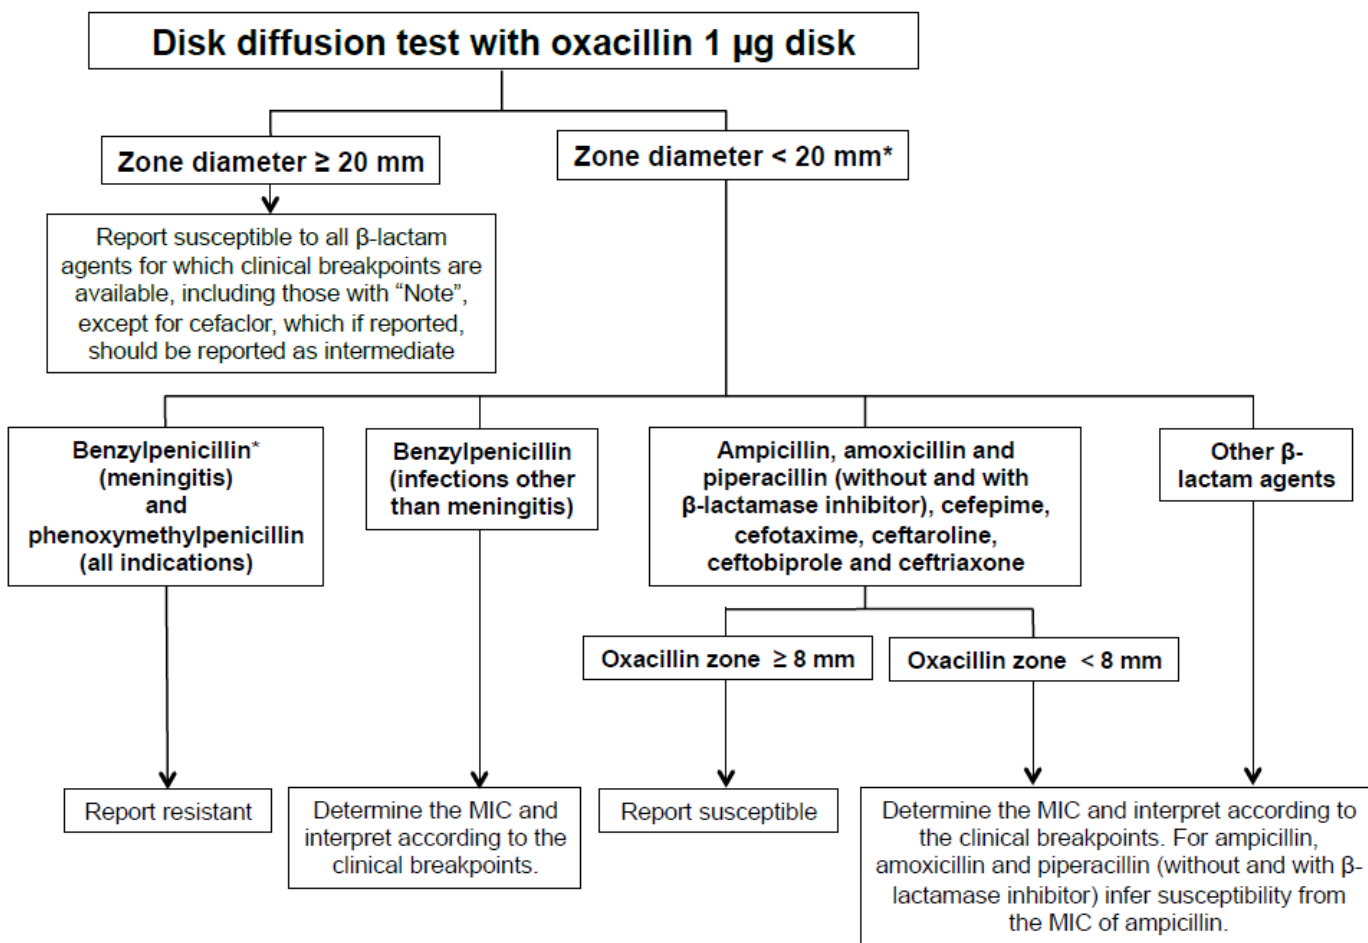 Disk diffusion test with oxacillin 1 µg disk
Zone diameter ≥ 20 mm
Zone diameter < 20 mm*
Report susceptible to all β-lactam
agents for which clinical breakpoints are
available, including those with “Note”,
except for cefaclor, which if reported,
should be reported as intermediate
Benzylpenicillin*
(meningitis)
and
phenoxymethylpenicillin
(all indications)
Benzylpenicillin
(infections other
than meningitis)
Ampicillin, amoxicillin and
piperacillin (without and with
β-lactamase inhibitor), cefepime,
cefotaxime, ceftaroline,
ceftobiprole and ceftriaxone
Other β-
lactam agents
Oxacillin zone ≥ 8 mm
Oxacillin zone < 8 mm
Report resistant
Determine the MIC and
interpret according to the
clinical breakpoints.
Report susceptible
Determine the MIC and interpret according to
the clinical breakpoints. For ampicillin,
amoxicillin and piperacillin (without and with β-
lactamase inhibitor) infer susceptibility from
the MIC of ampicillin.